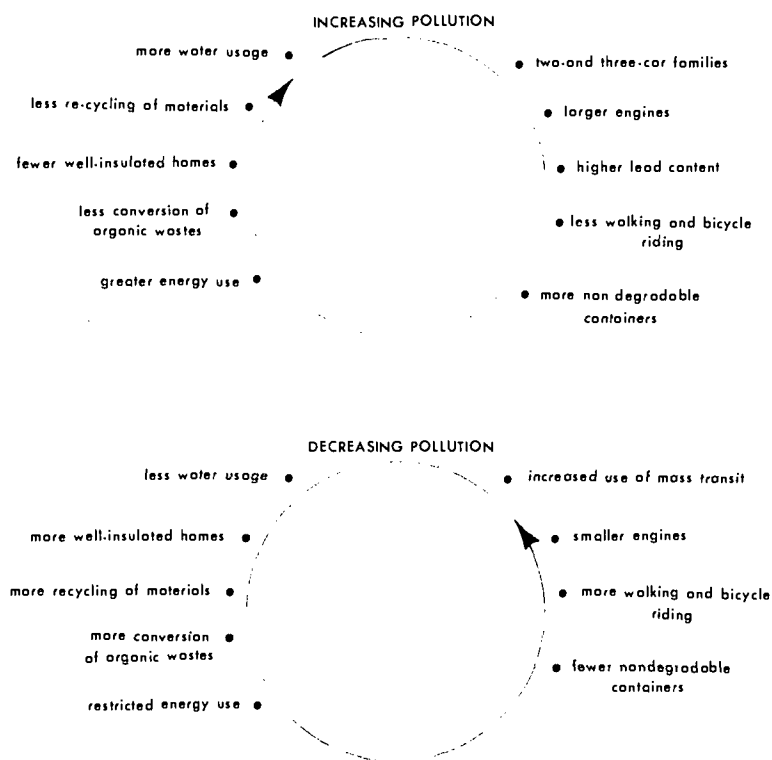 INCREASING POLLUTION
more water usage
two-and three-car families
less re-cycling of materials
larger engines
fewer well-insulated homes
higher lead content
less conversion of
organic wastes
less walking and bicycle
riding
greater energy use
more non degradable
containers
DECREASING POLLUTION
less water usage
increased use of mass transit
more well-insulated homes
smaller engines
more recycling of materials
more walking and bicycle
riding
more conversion
of organic wastes
fewer nondegradable
containers
restricted energy use